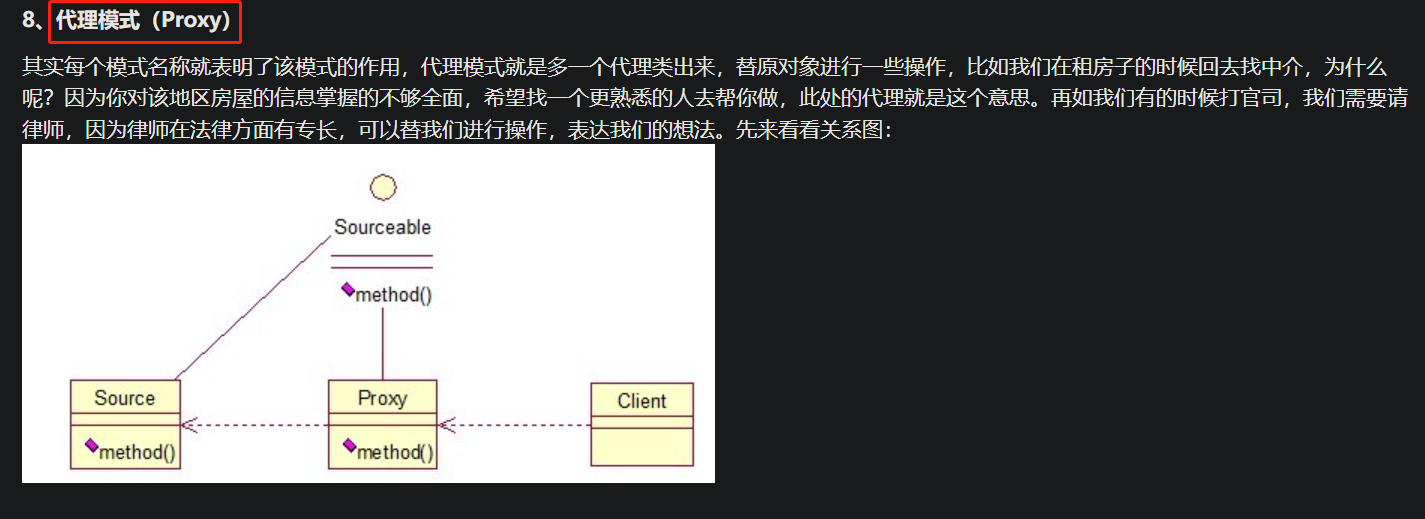 8、代理模式（Proxy）
其实每个模式名称就表明了该模式的作用，代理模式就是多一个代理类出来，替原对象进行一些操作，比如我们在租房子的时候回去找中介，为什么
呢？因为你对该地区房屋的信息掌握的不够全面，希望找一个更熟悉的人去帮你做，此处的代理就是这个意思。再如我们有的时候打官司，我们需要请
律师，因为律师在法律方面有专长，可以替我们进行操作，表达我们的想法。先来看看关系图：
Sourceable
method()
Source
Proxy
Client
method()
method()